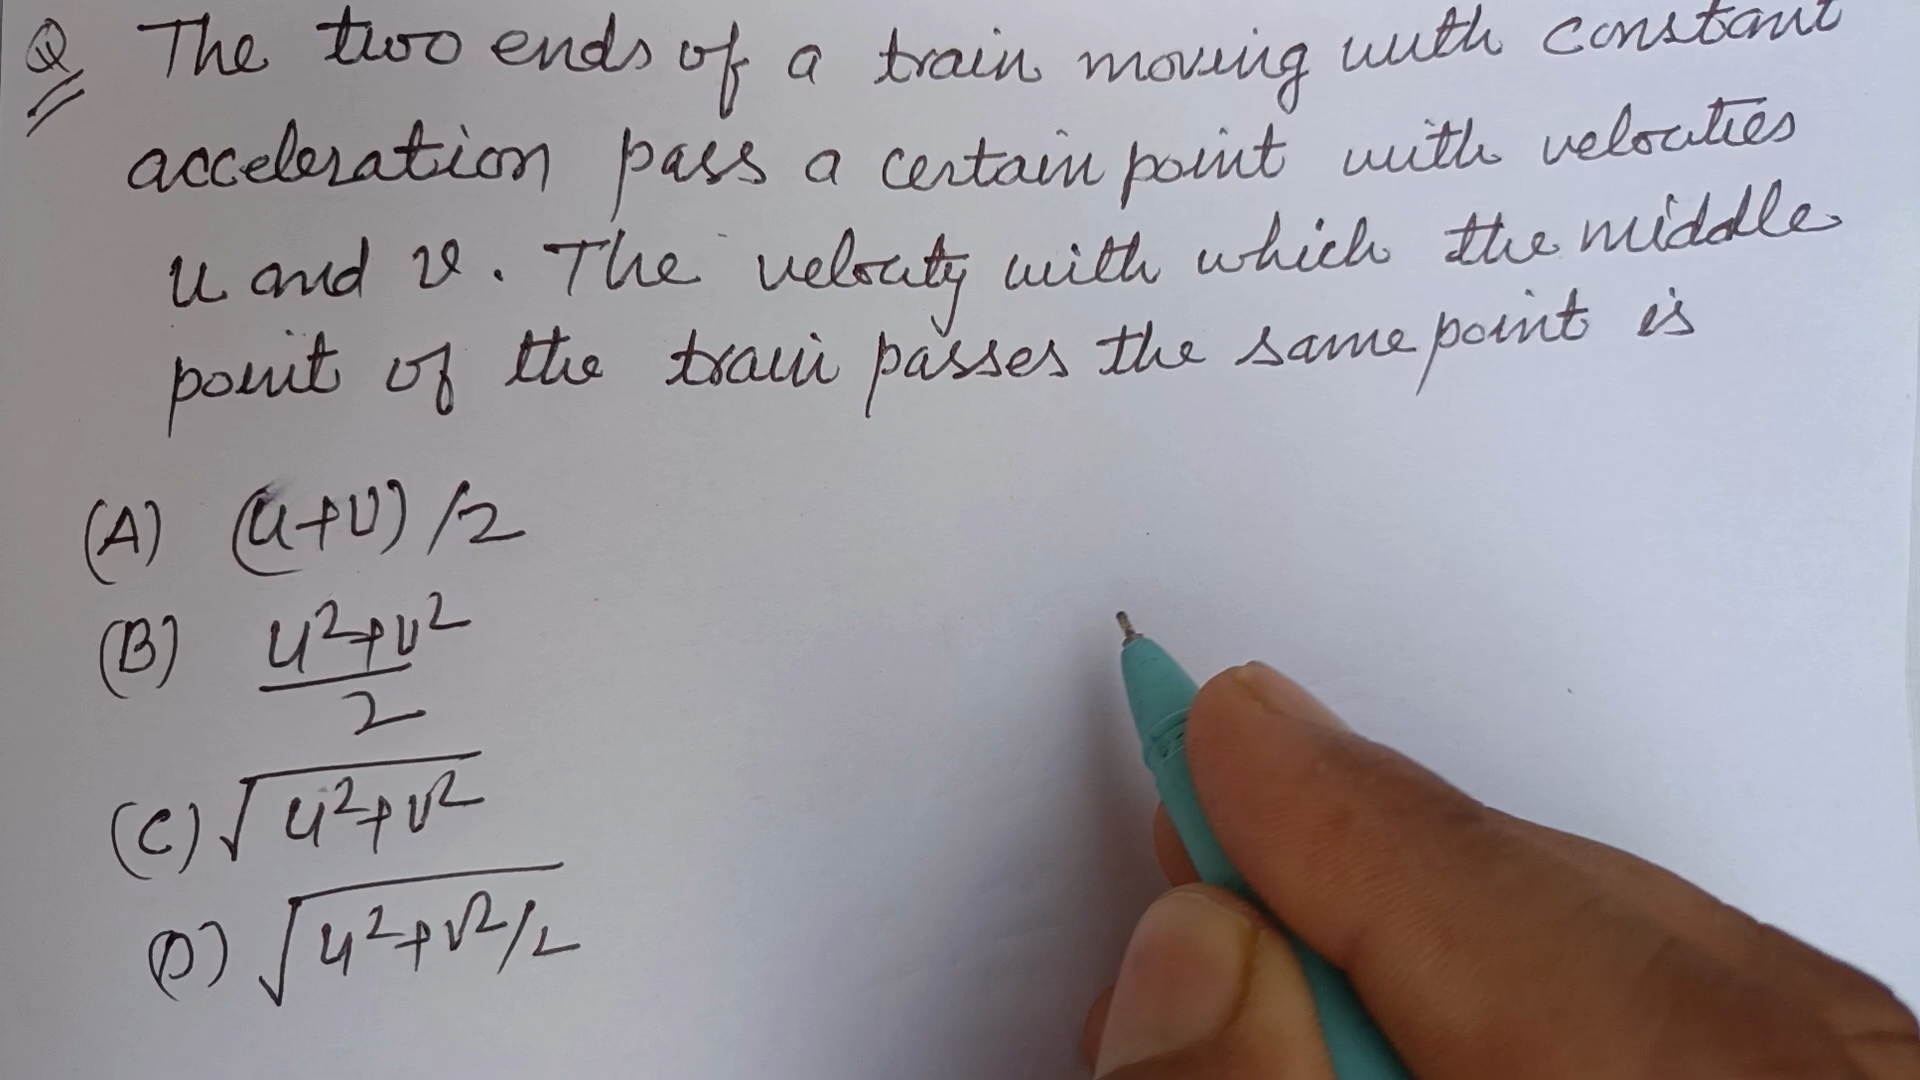 Q The two ends of a train moving with constant
acceleration pass a certain point with velocities
u and v. The velocity with which the middle
point of the train passes the same point is
(A) (u+v)/2
(B) u²+v²
2
(C) √u²+v²
(D) √u²+v²/2